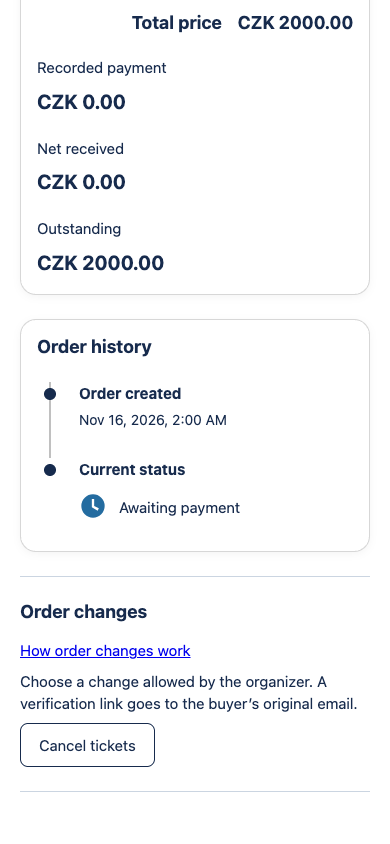 Total price CZK 2000.00
Recorded payment
CZK 0.00
Net received
CZK 0.00
Outstanding
CZK 2000.00
Order history
Order created
Nov 16, 2026, 2:00 AM
Current status
Awaiting payment
Order changes
How order changes work
Choose a change allowed by the organizer. A
verification link goes to the buyer’s original email.
Cancel tickets